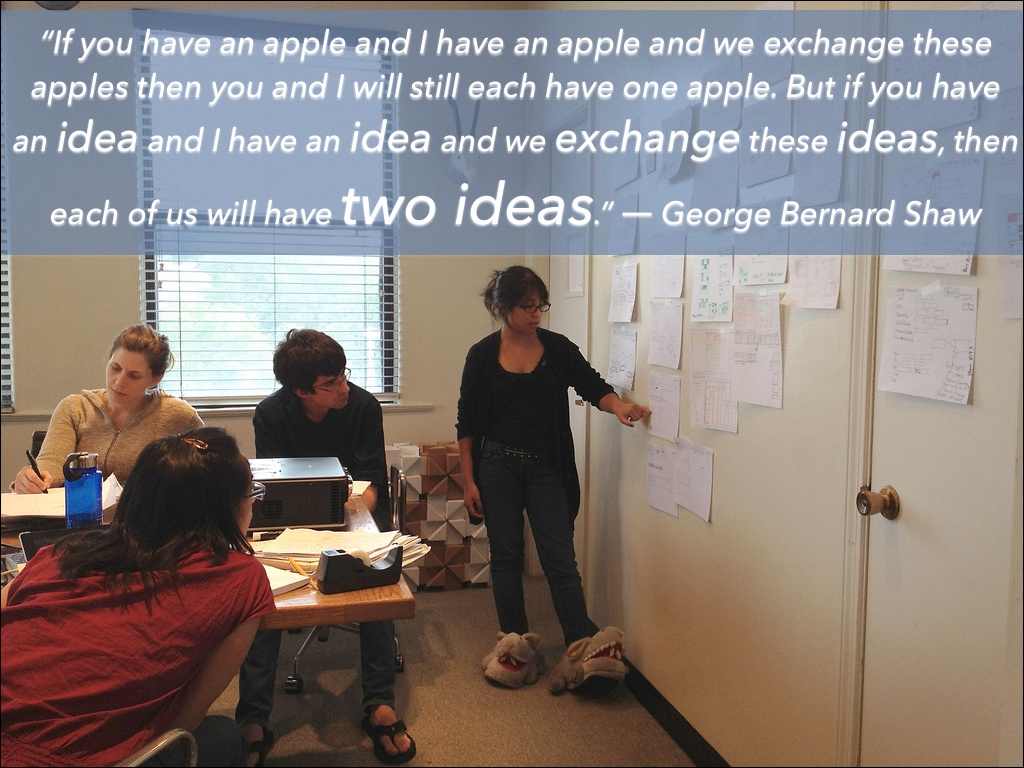 “If you have an apple and I have an apple and we exchange these
apples then you and I will still each have one apple. But if you have
an idea and I have an idea and we exchange these ideas, then
each of us will have two ideas.“ — George Bernard Shaw